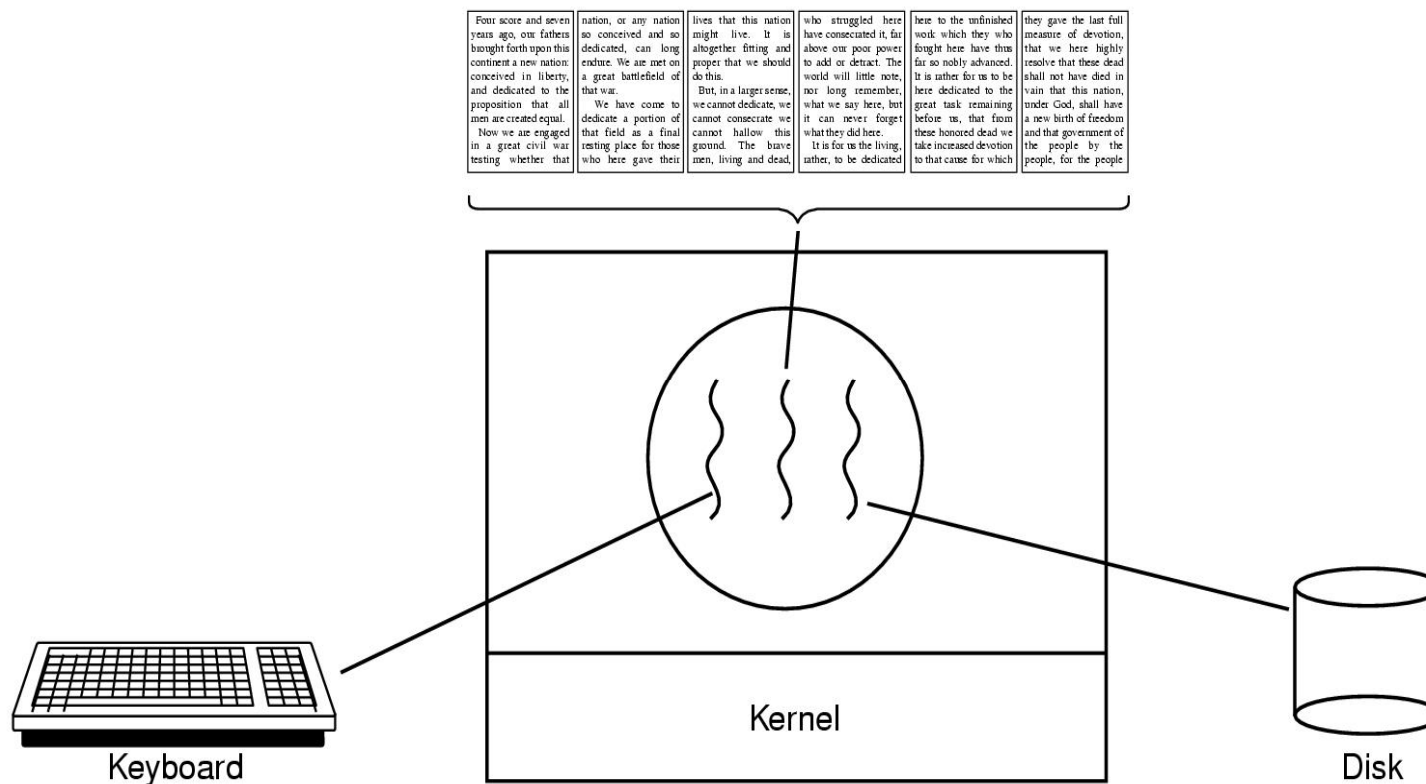 Four score and seven
years ago, our fathers
brought forth upon this
continent a new nation:
conceived in liberty,
and dedicated to the
proposition that all
men are created equal.
Now we are engaged
in a great civil war
testing whether that
nation, or any nation
so conceived and so
dedicated, can long
endure. We are met on
a great battlefield of
that war.
We have come to
dedicate a portion of
that field as a final
resting place for those
who here gave their
lives that this nation
might live. It is
altogether fitting and
proper that we should
do this.
But, in a larger sense,
we cannot dedicate, we
cannot consecrate we
cannot hallow this
ground. The brave
men, living and dead,
who struggled here
have consecrated it, far
above our poor power
to add or detract. The
world will little note,
nor long remember,
what we say here, but
it can never forget
what they did here.
It is for us the living,
rather, to be dedicated
here to the unfinished
work which they who
fought here have thus
far so nobly advanced.
It is rather for us to be
here dedicated to the
great task remaining
before us, that from
these honored dead we
take increased devotion
to that cause for which
they gave the last full
measure of devotion,
that we here highly
resolve that these dead
shall not have died in
vain that this nation,
under God, shall have
a new birth of freedom
and that government of
the people by the
people, for the people
Kernel
Keyboard
Disk